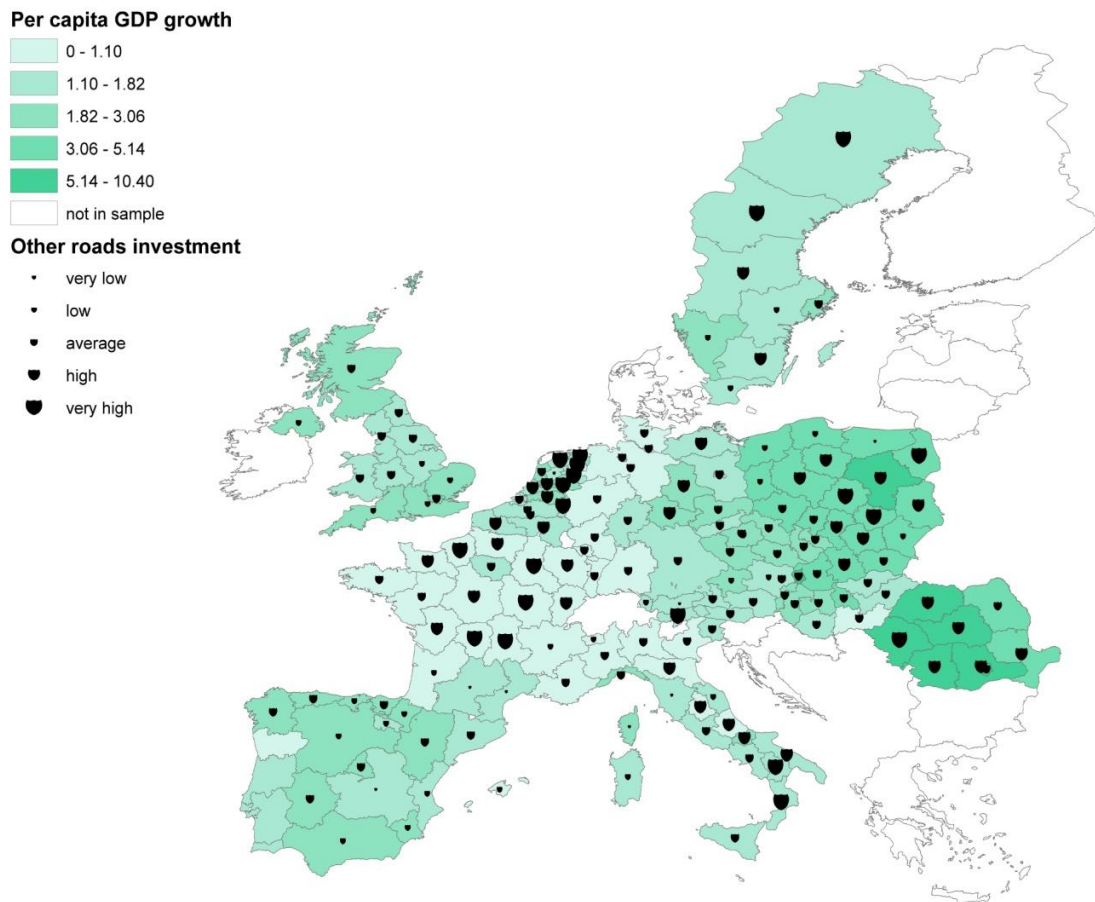 Per capita GDP growth
0 - 1.10
1.10 - 1.82
1.82 - 3.06
3.06 - 5.14
5.14 - 10.40
not in sample
Other roads investment
very low
low
average
high
very high